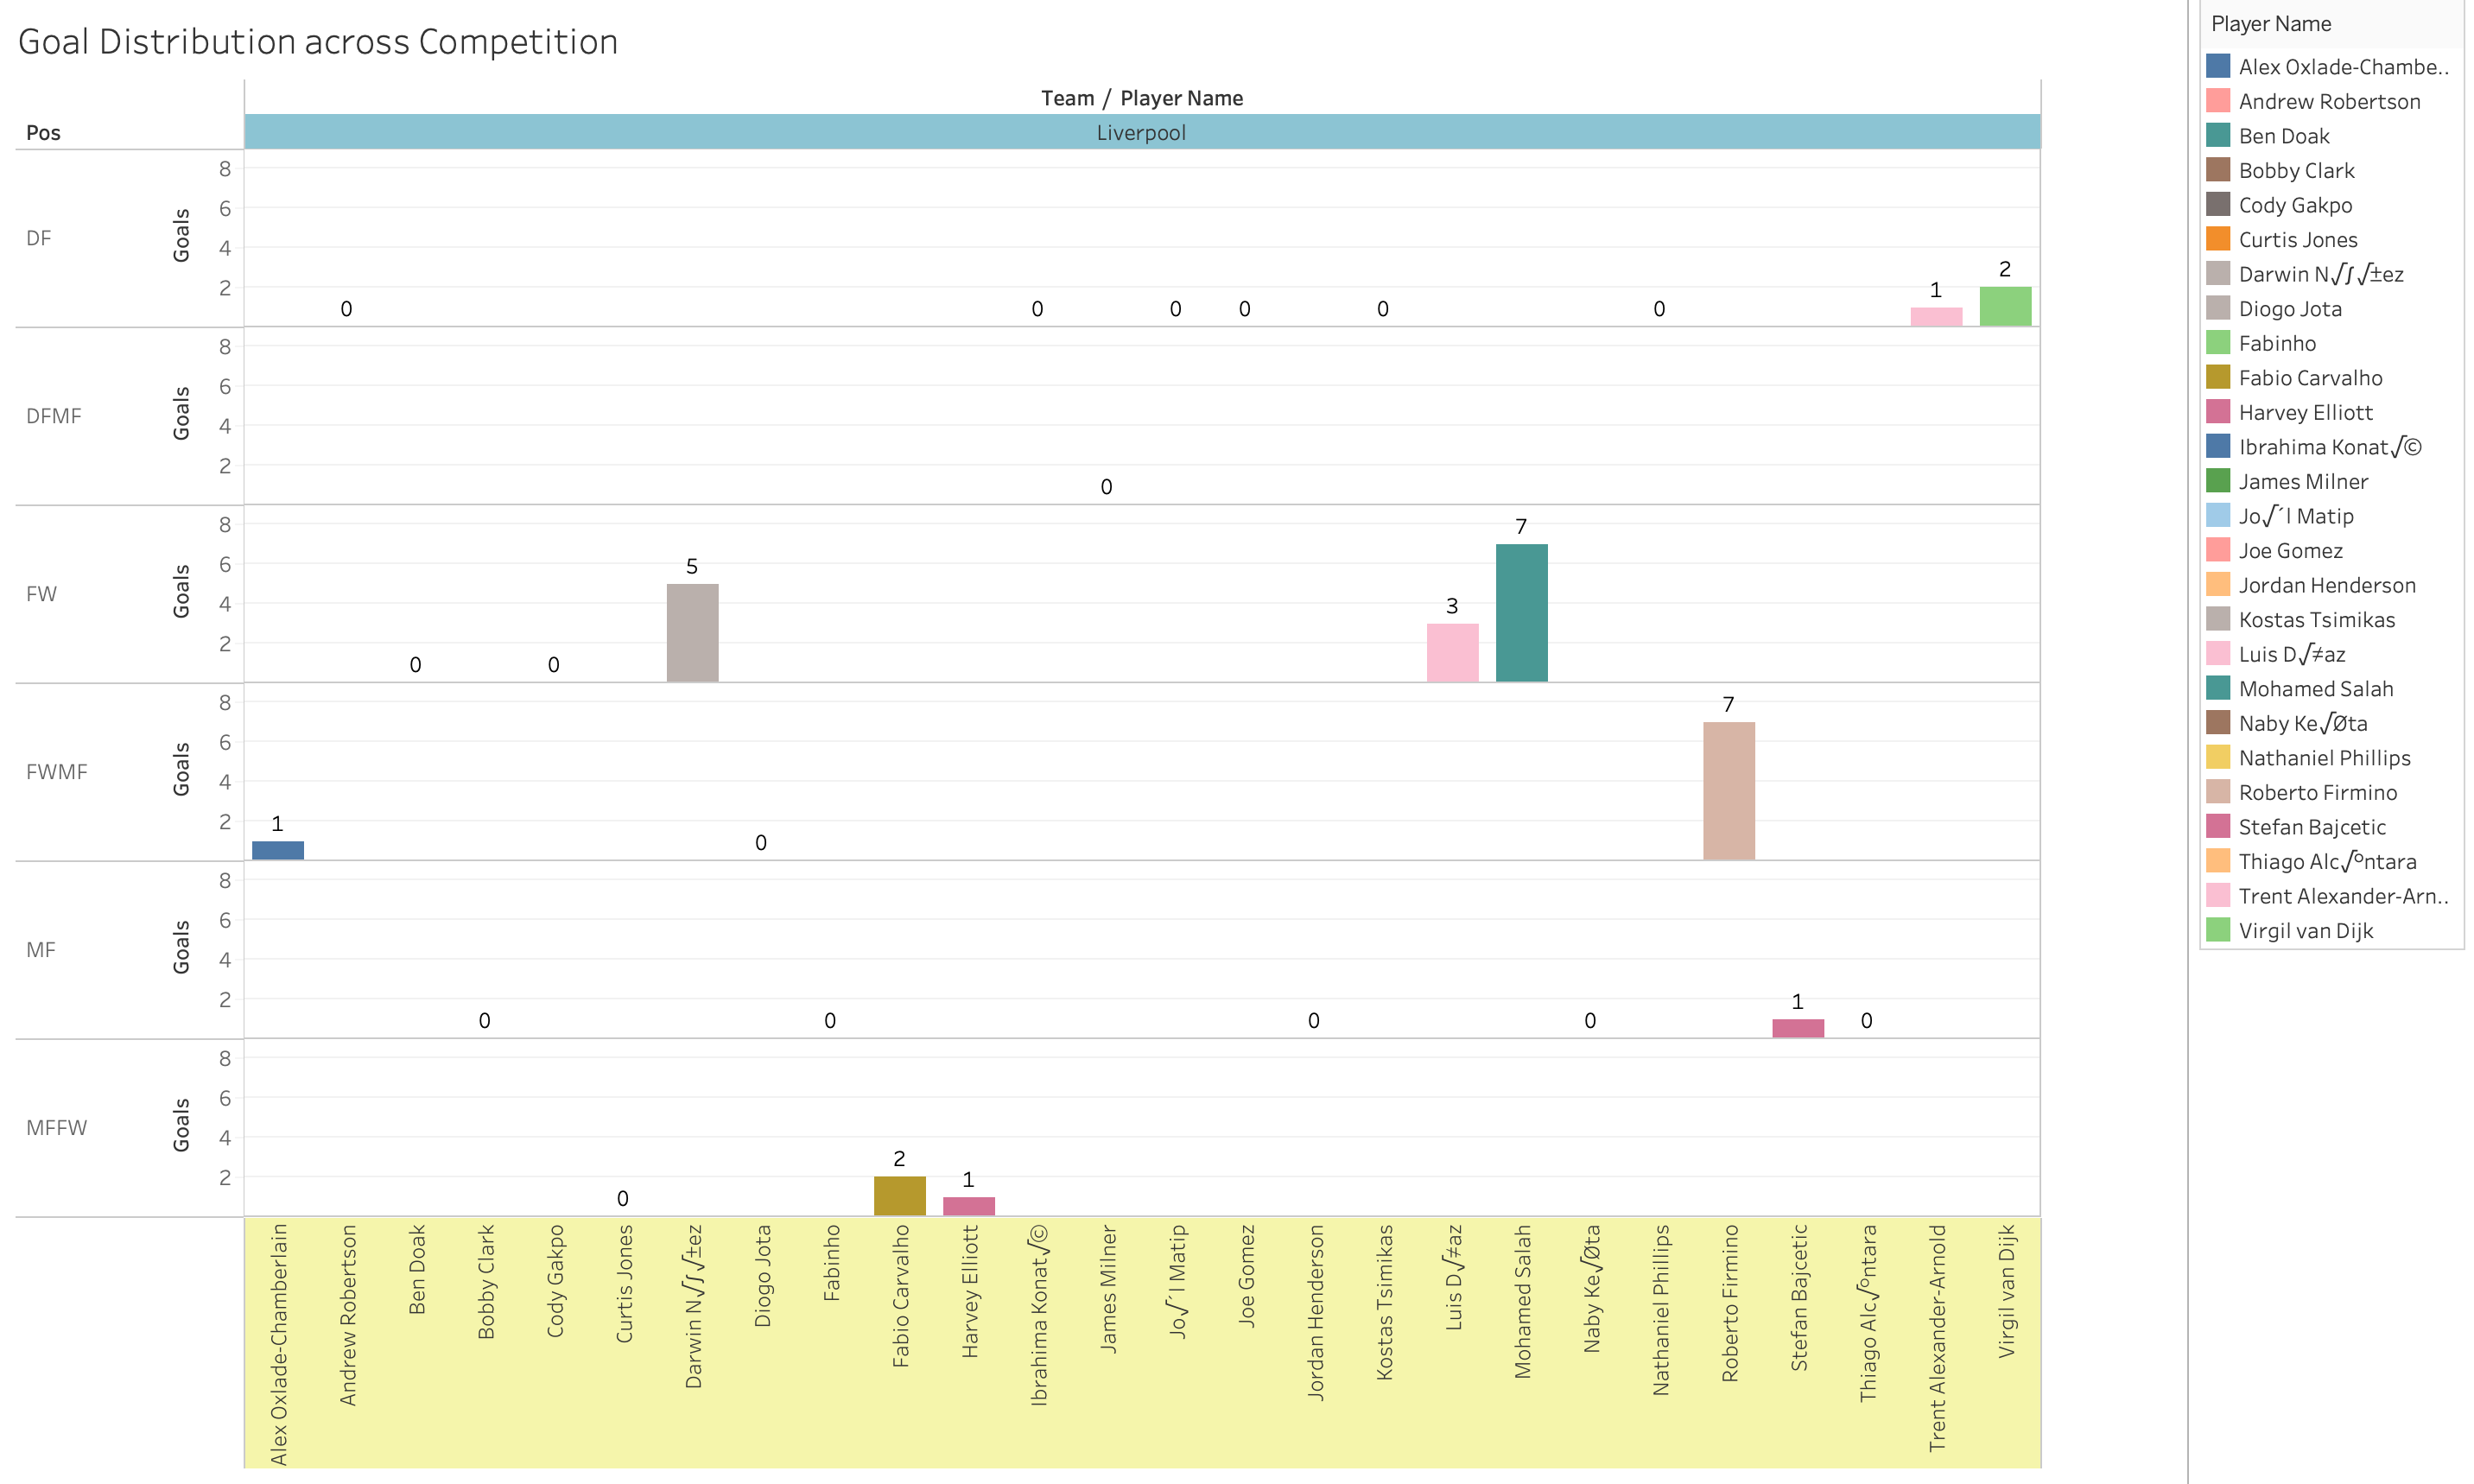 Goal Distribution across Competition
Team / Player Name
Pos
Liverpool
DF
Goals
8
6
4
2
0
0
0
0
0
0
1
2
DFMF
Goals
8
6
4
2
0
FW
Goals
8
6
4
2
0
0
5
3
7
FWMF
Goals
8
6
4
2
1
0
7
MF
Goals
8
6
4
2
0
0
0
0
1
0
MFFW
Goals
8
6
4
2
0
2
1
Alex Oxlade-Chamberlain
Andrew Robertson
Ben Doak
Bobby Clark
Cody Gakpo
Curtis Jones
Darwin N√∫√±ez
Diogo Jota
Fabinho
Fabio Carvalho
Harvey Elliott
Ibrahima Konat√©
James Milner
Jo√´l Matip
Joe Gomez
Jordan Henderson
Kostas Tsimikas
Luis D√≠az
Mohamed Salah
Naby Ke√Øta
Nathaniel Phillips
Roberto Firmino
Stefan Bajcetic
Thiago Alc√°ntara
Trent Alexander-Arnold
Virgil van Dijk
Player Name
Alex Oxlade-Chambe..
Andrew Robertson
Ben Doak
Bobby Clark
Cody Gakpo
Curtis Jones
Darwin N√∫√±ez
Diogo Jota
Fabinho
Fabio Carvalho
Harvey Elliott
Ibrahima Konat√©
James Milner
Jo√´l Matip
Joe Gomez
Jordan Henderson
Kostas Tsimikas
Luis D√≠az
Mohamed Salah
Naby Ke√Øta
Nathaniel Phillips
Roberto Firmino
Stefan Bajcetic
Thiago Alc√°ntara
Trent Alexander-Arn..
Virgil van Dijk